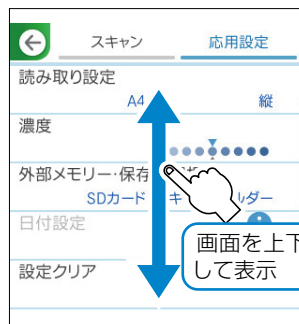 スキャン 応用設定
読み取り設定
A4 縦
濃度
外部メモリー・保存
SDカード キ ルダー
日付設定
設定クリア
画面を上下
して表示